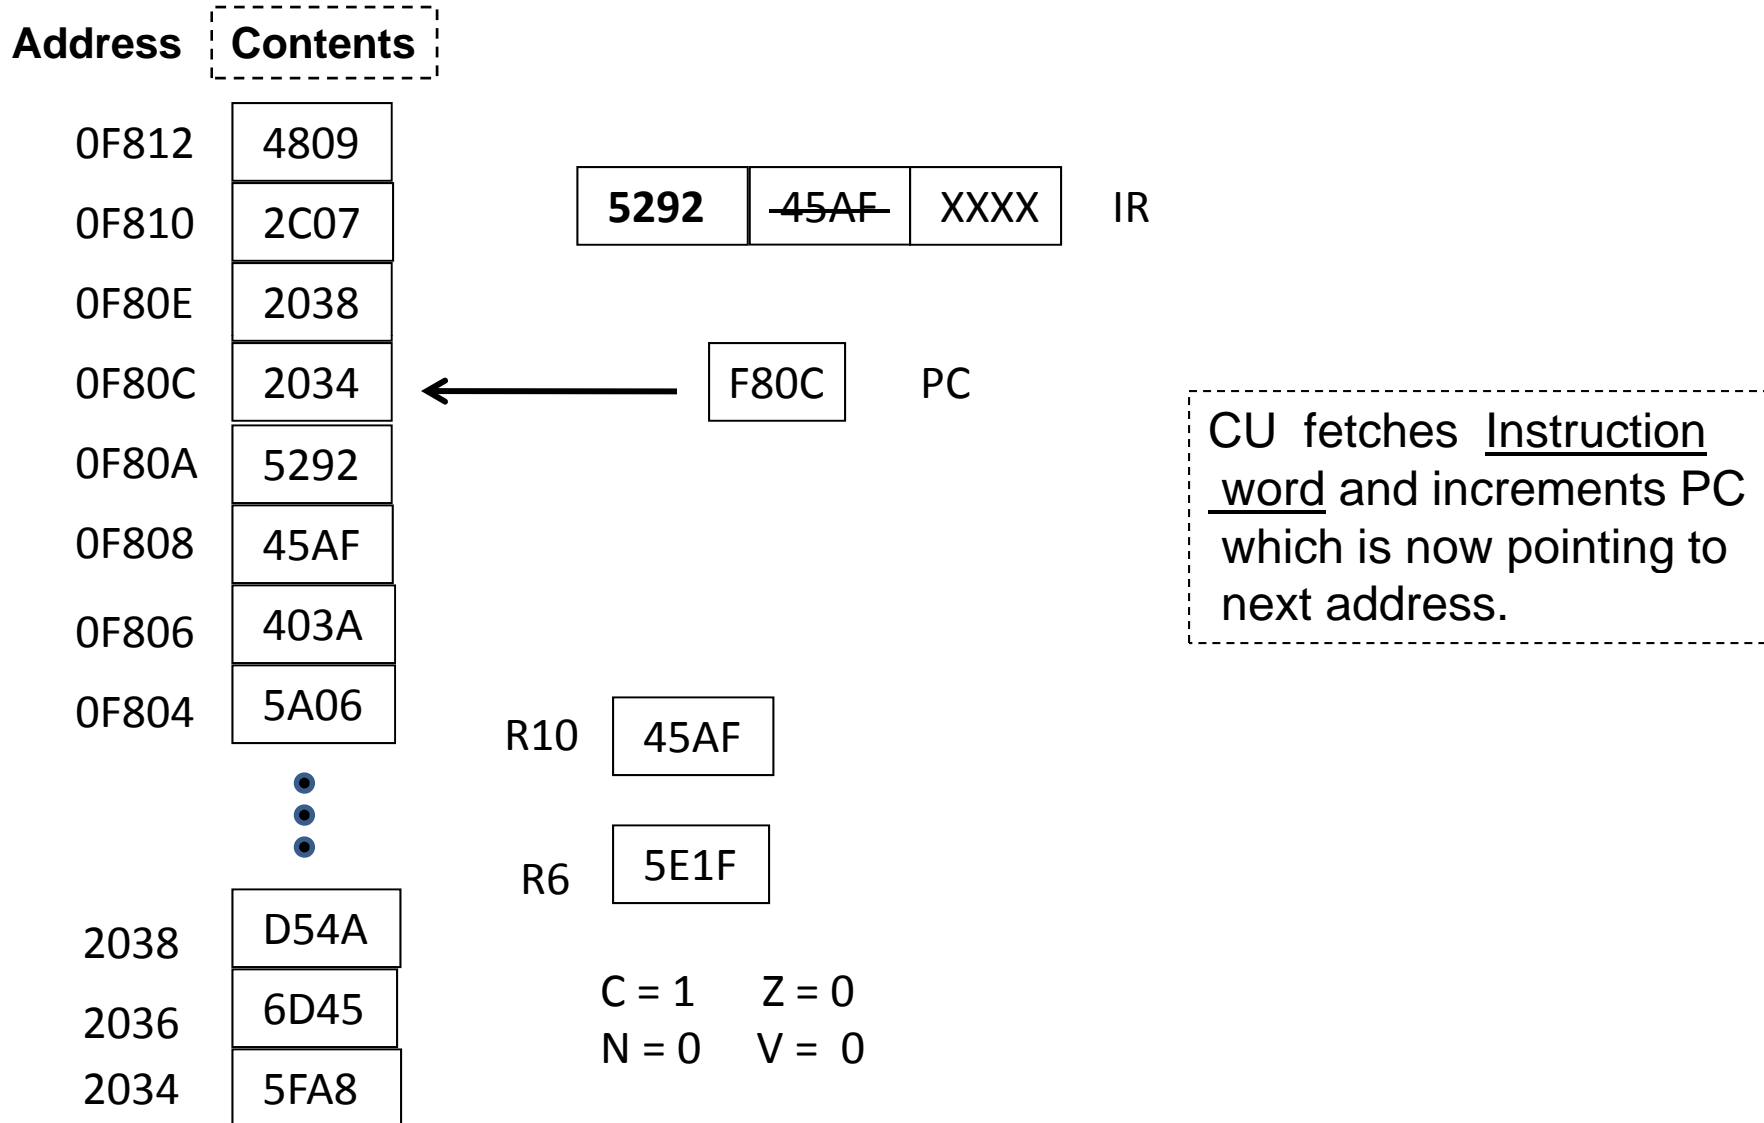 Address Contents
0F812 4809
5292 45AF XXXX IR
0F810 2C07
0F80E 2038
0F80C 2034 F80C PC
CU fetches Instruction
word and increments PC
which is now pointing to
next address.
0F80A 5292
0F808 45AF
0F806 403A
0F804 5A06
R10 45AF
R6 5E1F
2038 D54A
2036 6D45
2034 5FA8
C = 1 Z = 0
N = 0 V = 0